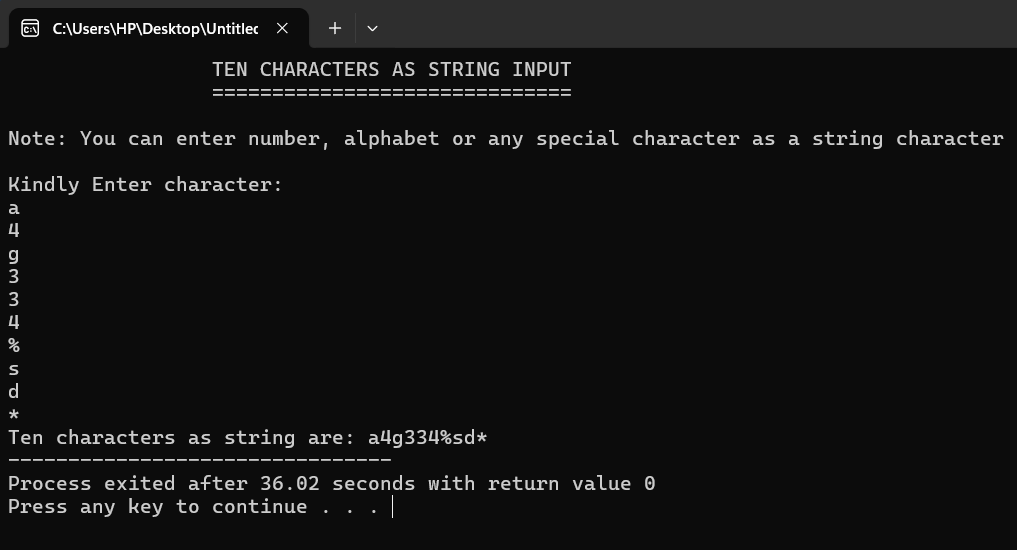 C:\Users\HP\Desktop\Untitlec
TEN CHARACTERS AS STRING INPUT
==============================
Note: You can enter number, alphabet or any special character as a string character
Kindly Enter character:
a
4
g
3
3
4
%
s
d
*
Ten characters as string are: a4g334%sd*
--------------------------------
Process exited after 36.02 seconds with return value 0
Press any key to continue . . .